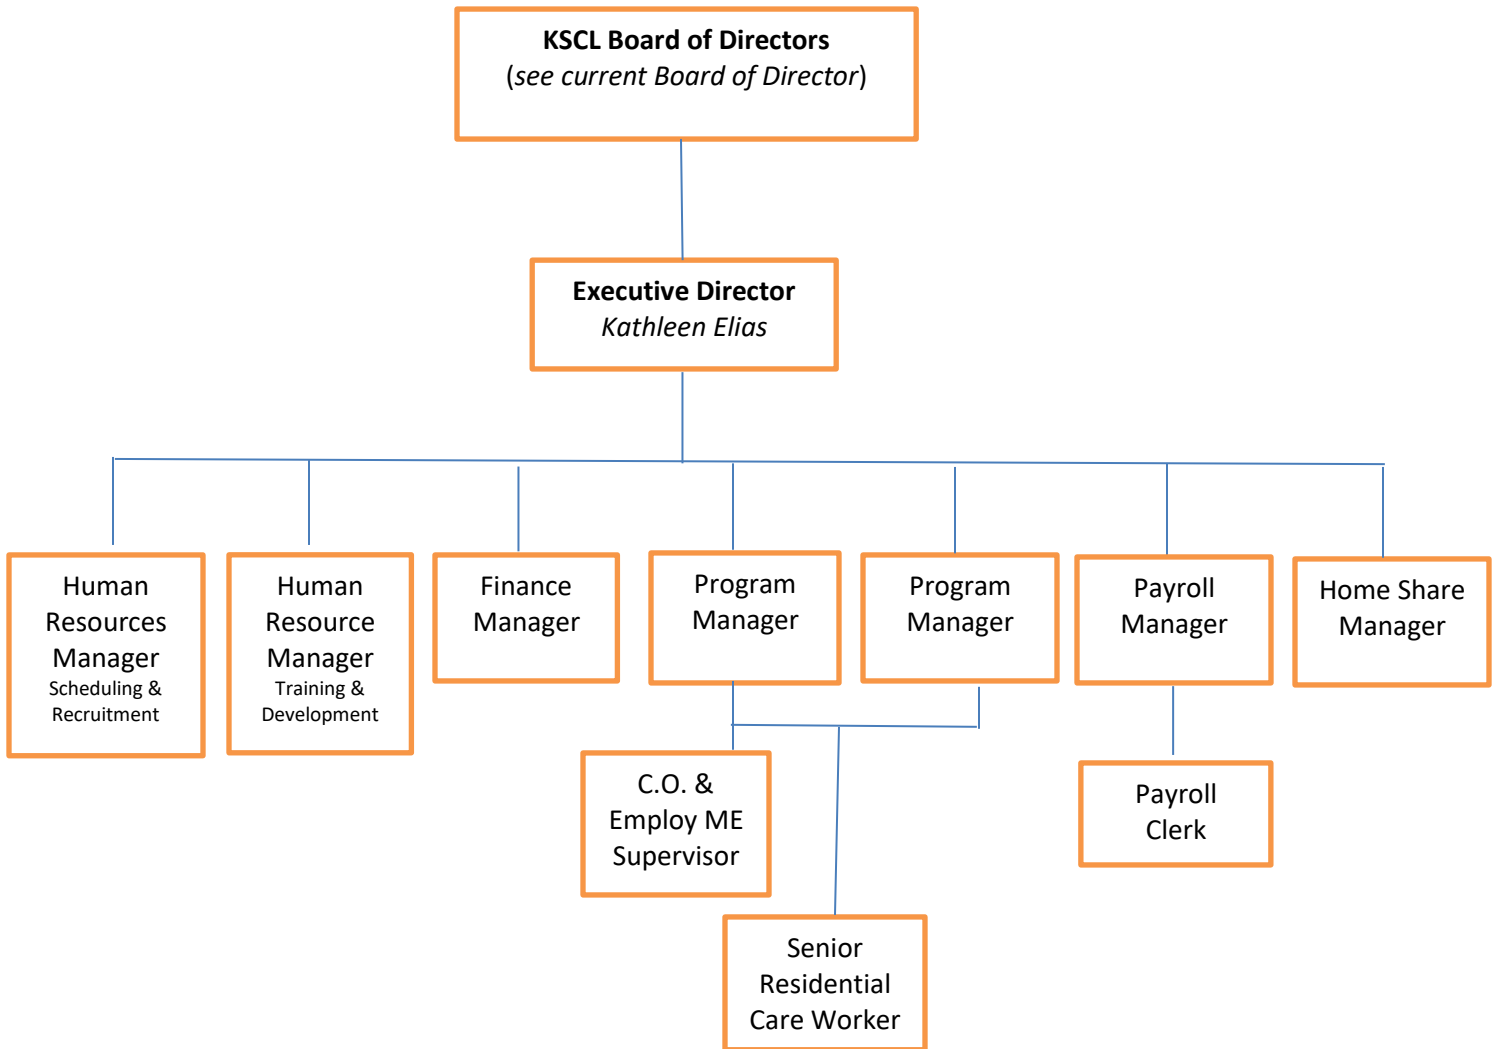 KSCL Board of Directors
(see current Board of Director)
Executive Director
Kathleen Elias
Human
Resources
Manager
Scheduling &
Recruitment
Human
Resource
Manager
Training &
Development
Finance
Manager
Program
Manager
Program
Manager
Payroll
Manager
Home Share
Manager
C.O. &
Employ ME
Supervisor
Payroll
Clerk
Senior
Residential
Care Worker